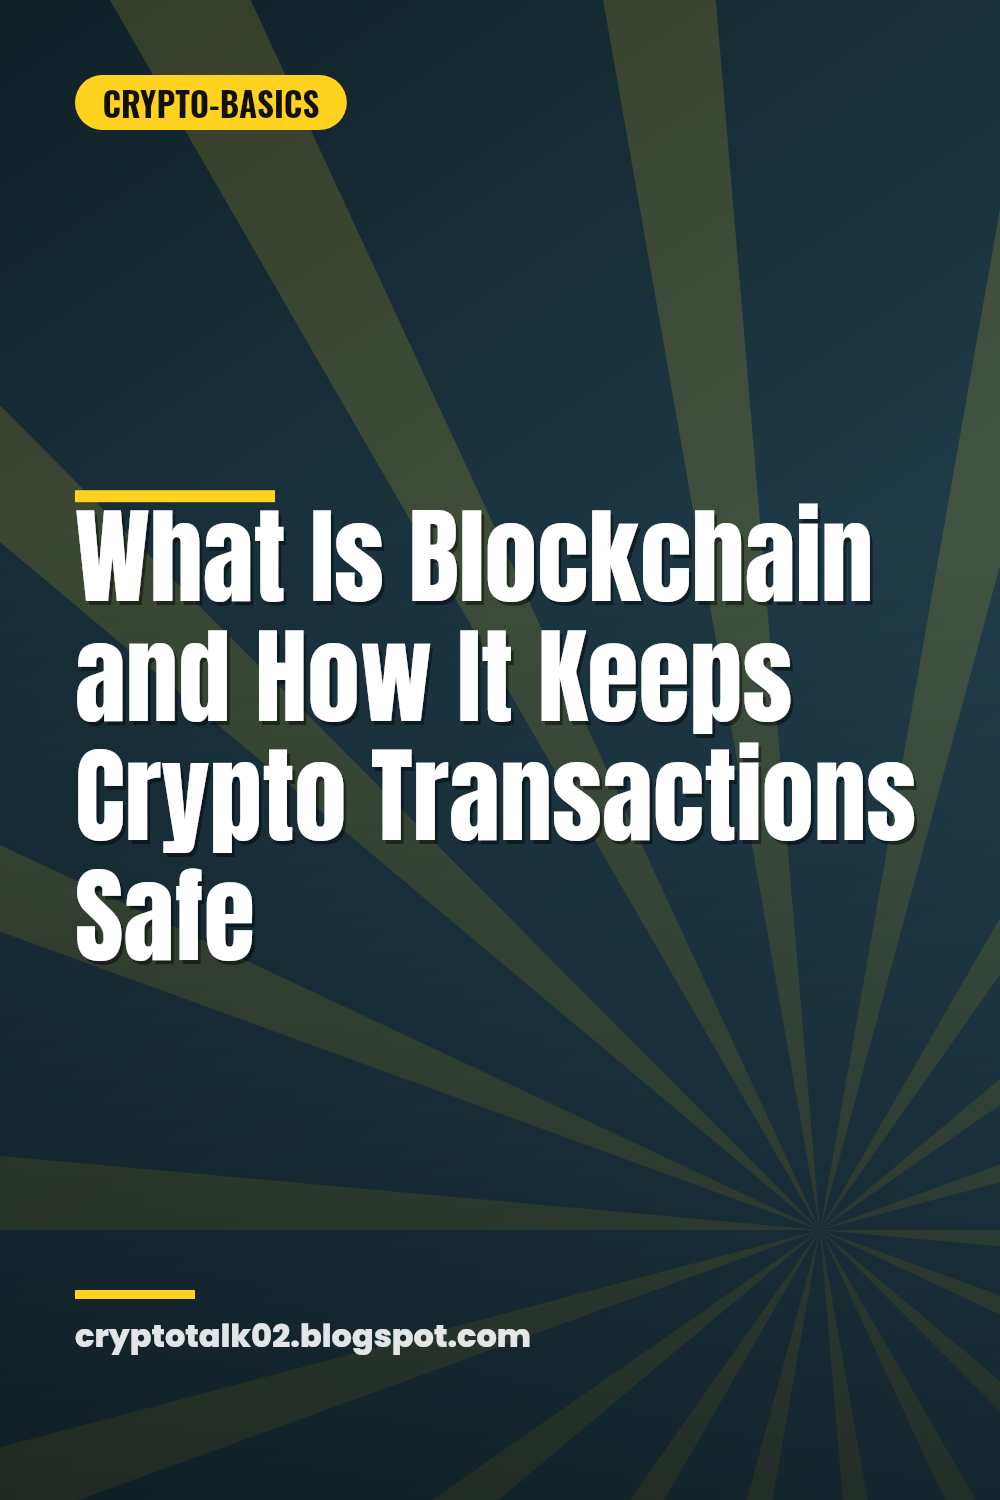 CRYPTO-BASICS
What Is Blockchain
and How It Keeps
Crypto Transactions
Safe
cryptotalk02.blogspot.com